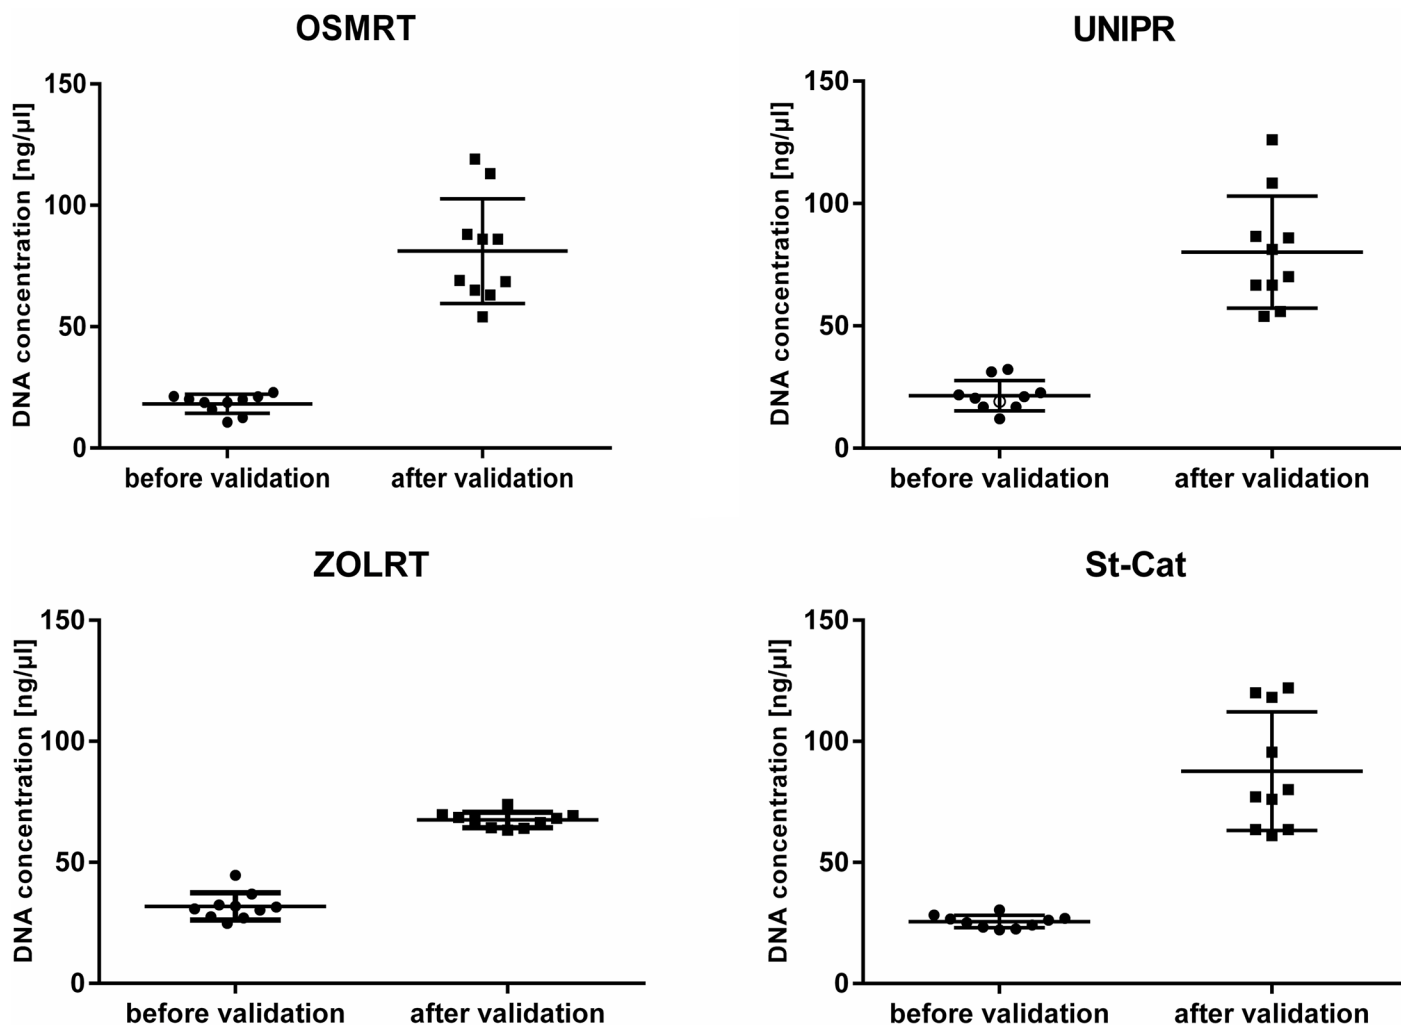 OSMRT
150
100
50
0
DNA concentration [ng/µl]
before validation
after validation
UNIPR
150
100
50
0
DNA concentration [ng/µl]
before validation
after validation
ZOLRT
150
100
50
0
DNA concentration [ng/µl]
before validation
after validation
St-Cat
150
100
50
0
DNA concentration [ng/µl]
before validation
after validation